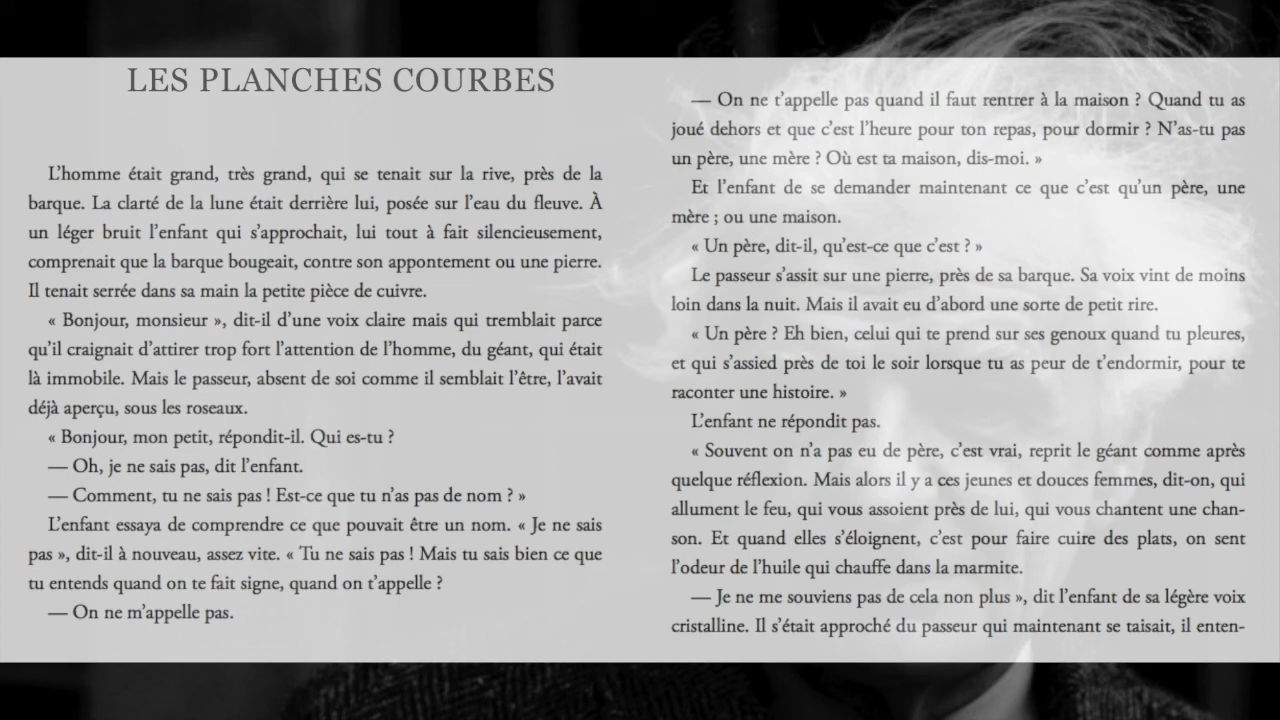 LES PLANCHES COURBES
L'homme était grand, très grand, qui se tenait sur la rive, près de la
barque. La clarté de la lune était derrière lui, posée sur l'eau du fleuve. À
un léger bruit l'enfant qui s'approchait, lui tout à fait silencieusement,
comprenait que la barque bougeait, contre son appontement ou une pierre.
Il tenait serrée dans sa main la petite pièce de cuivre.
« Bonjour, monsieur », dit-il d'une voix claire mais qui tremblait parce
qu'il craignait d'attirer trop fort l'attention de l'homme, du géant, qui était
là immobile. Mais le passeur, absent de soi comme il semblait l'être, l'avait
déjà aperçu, sous les roseaux.
« Bonjour, mon petit, répondit-il. Qui es-tu ?
— Oh, je ne sais pas, dit l'enfant.
— Comment, tu ne sais pas ! Est-ce que tu n'as pas de nom ? »
L'enfant essaya de comprendre ce que pouvait être un nom. « Je ne sais
pas », dit-il à nouveau, assez vite. « Tu ne sais pas ! Mais tu sais bien ce que
tu entends quand on te fait signe, quand on t'appelle ?
— On ne m'appelle pas.
— On ne t'appelle pas quand il faut rentrer à la maison ? Quand tu as
joué dehors et que c'est l'heure pour ton repas, pour dormir ? N'as-tu pas
un père, une mère ? Où est ta maison, dis-moi. »
Et l'enfant de se demander maintenant ce que c'est qu'un père, une
mère ; ou une maison.
« Un père, dit-il, qu'est-ce que c'est ? »
Le passeur s'assit sur une pierre, près de sa barque. Sa voix vint de moins
loin dans la nuit. Mais il avait eu d'abord une sorte de petit rire.
« Un père ? Eh bien, celui qui te prend sur ses genoux quand tu pleures,
et qui s'assied près de toi le soir lorsque tu as peur de t'endormir, pour te
raconter une histoire. »
L'enfant ne répondit pas.
« Souvent on n'a pas eu de père, c'est vrai, reprit le géant comme après
quelque réflexion. Mais alors il y a ces jeunes et douces femmes, dit-on, qui
allument le feu, qui vous assoient près de lui, qui vous chantent une chan-
son. Et quand elles s'éloignent, c'est pour faire cuire des plats, on sent
l'odeur de l'huile qui chauffe dans la marmite.
— Je ne me souviens pas de cela non plus », dit l'enfant de sa légère voix
cristalline. Il s'était approché du passeur qui maintenant se taisait, il enten-